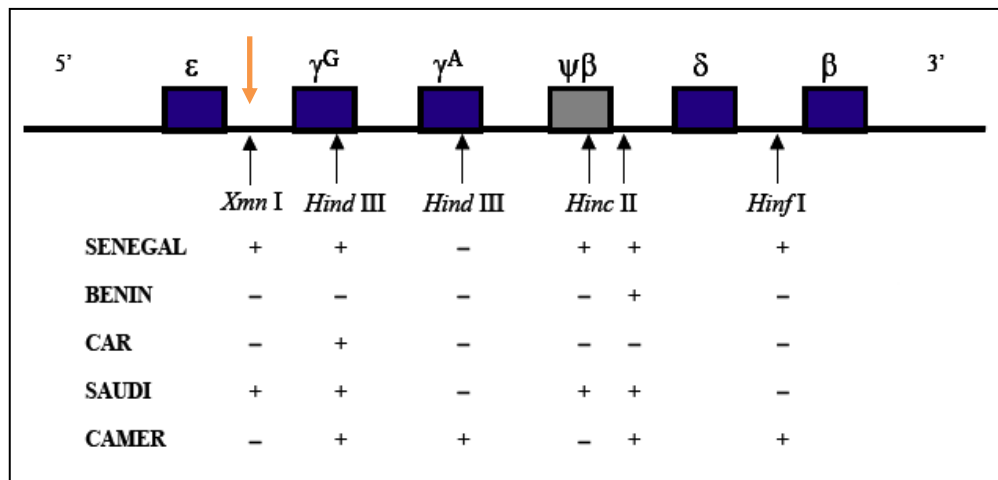 5’ ε γG γA ψβ δ β 3’
Xmn I Hind III Hind III Hinc II Hinf I
SENEGAL + + – + + +
BENIN – – – – + –
CAR – + – – – –
SAUDI + + – + + –
CAMER – + + – + +